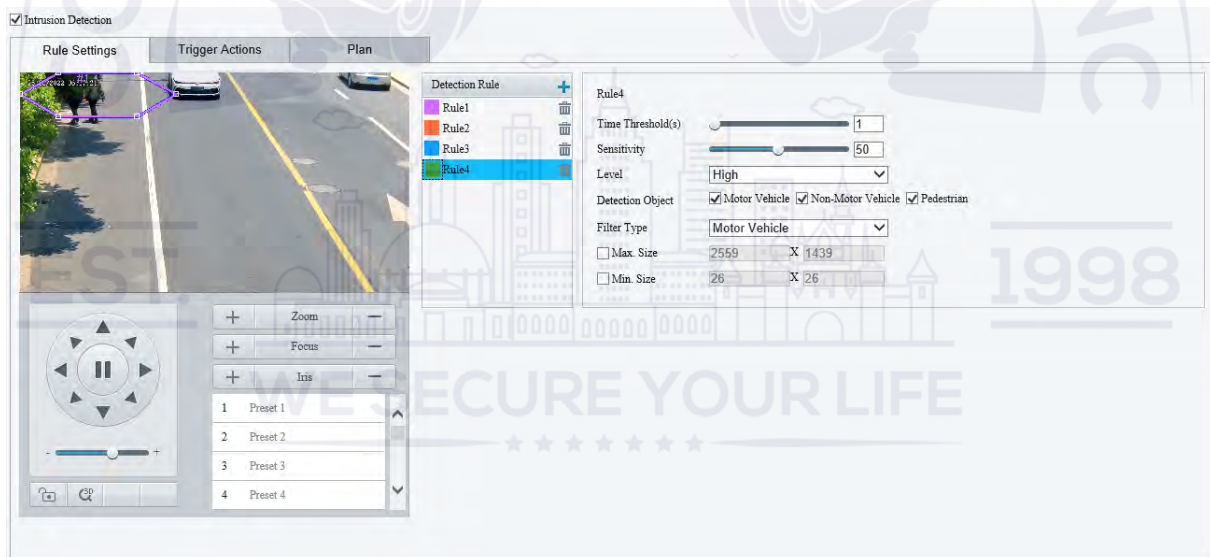 Intrusion Detection
Rule Settings Trigger Actions Plan
#1
Detection Rule
Rule1
Rule2
Rule3
Rule4
Rule4
Time Threshold(s) 1
Sensitivity 50
Level High
Detection Object Motor Vehicle Non-Motor Vehicle Pedestrian
Filter Type Motor Vehicle
Max. Size 2559 X 1439
Min. Size 26 X 26
+ Zoom −
+ Focus −
+ Iris −
1 Preset 1
2 Preset 2
3 Preset 3
4 Preset 4
- +
3D
EST. 1998
WE SECURE YOUR LIFE